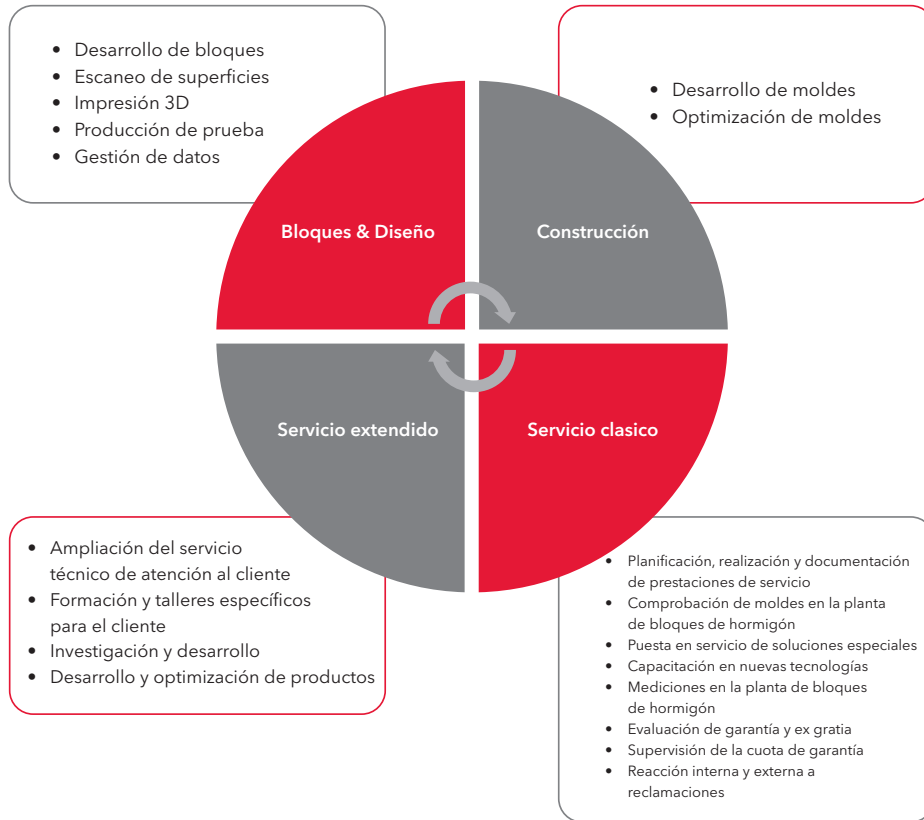 • Desarrollo de bloques
• Escaneo de superficies
• Impresión 3D
• Producción de prueba
• Gestión de datos
• Desarrollo de moldes
• Optimización de moldes
Bloques & Diseño
Construcción
Servicio extendido
Servicio clasico
• Ampliación del servicio
técnico de atención al cliente
• Formación y talleres específicos
para el cliente
• Investigación y desarrollo
• Desarrollo y optimización de productos
• Planificación, realización y documentación
de prestaciones de servicio
• Comprobación de moldes en la planta
de bloques de hormigón
• Puesta en servicio de soluciones especiales
• Capacitación en nuevas tecnologías
• Mediciones en la planta de bloques
de hormigón
• Evaluación de garantía y ex gratia
• Supervisión de la cuota de garantía
• Reacción interna y externa a
reclamaciones